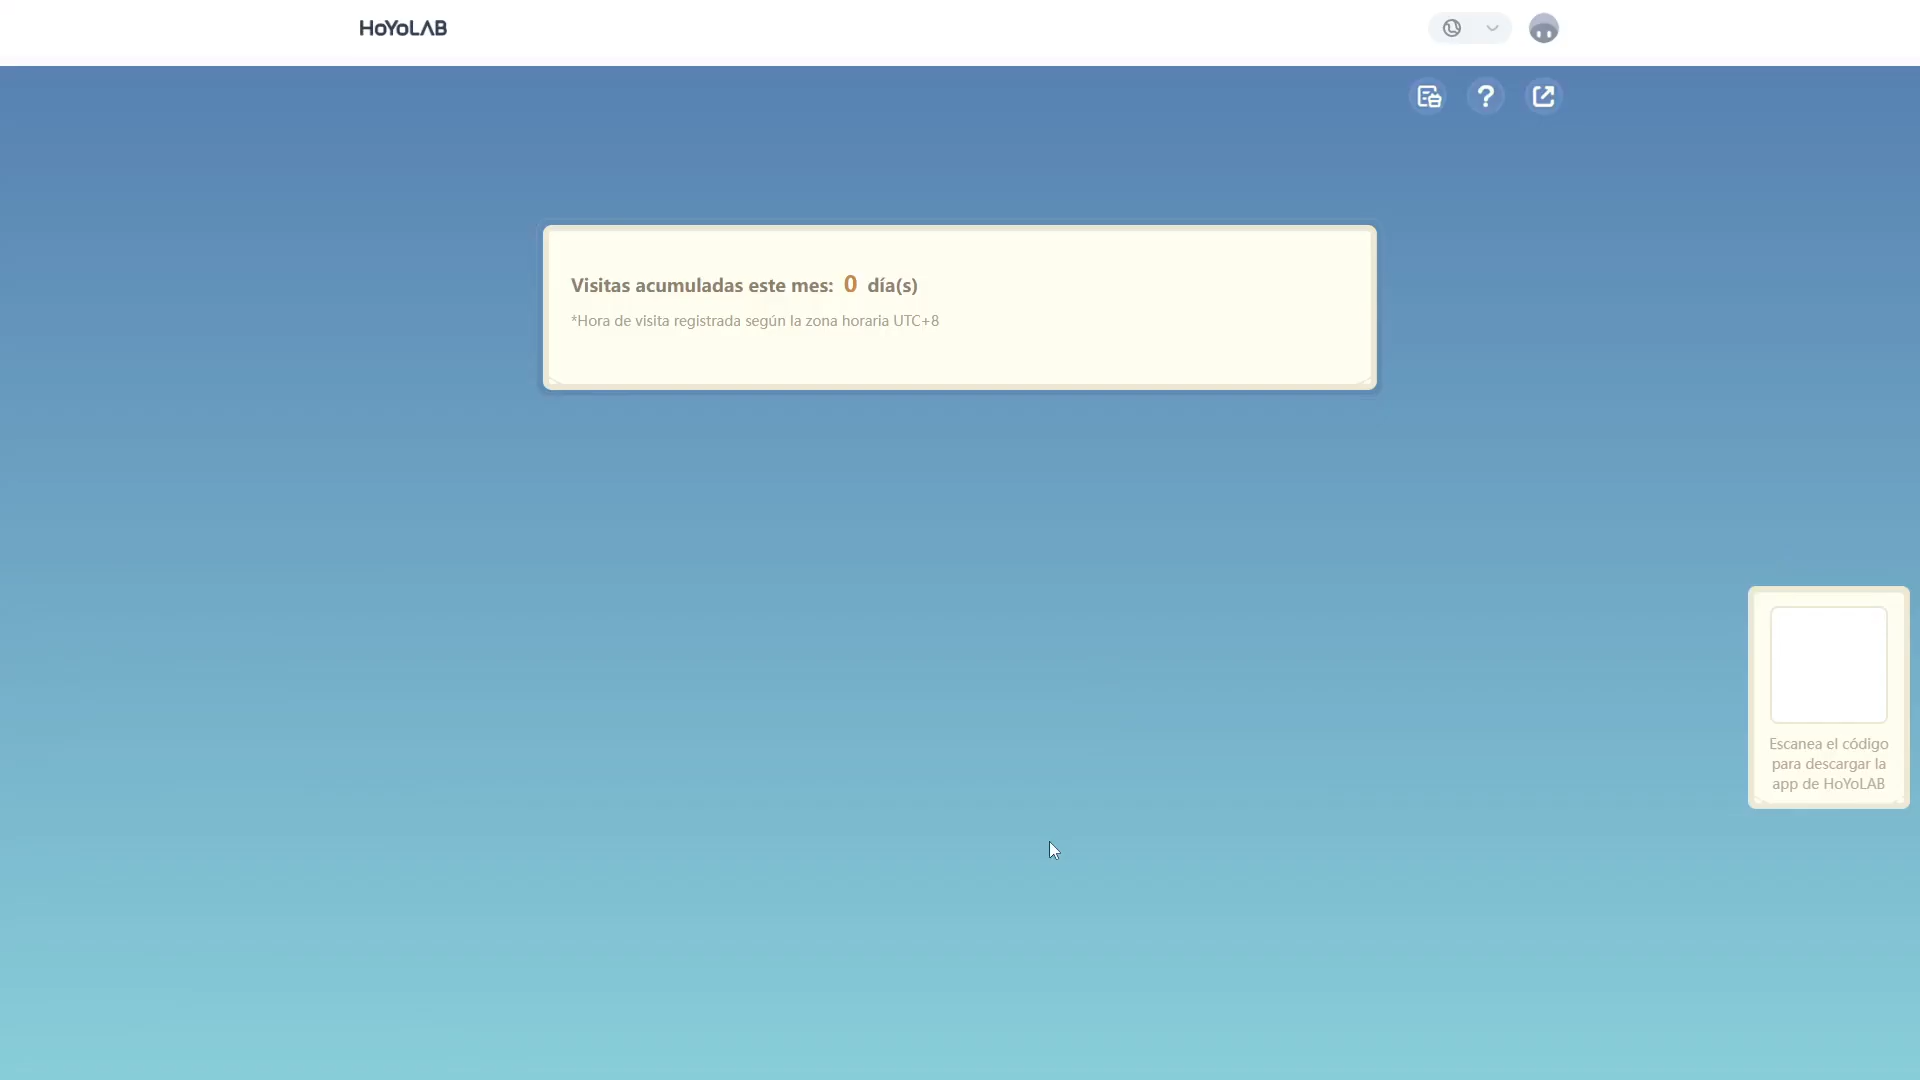 HoYoLAB
?
Visitas acumuladas este mes: 0 día(s)
*Hora de visita registrada según la zona horaria UTC+8
Escanea el código
para descargar la
app de HoYoLAB